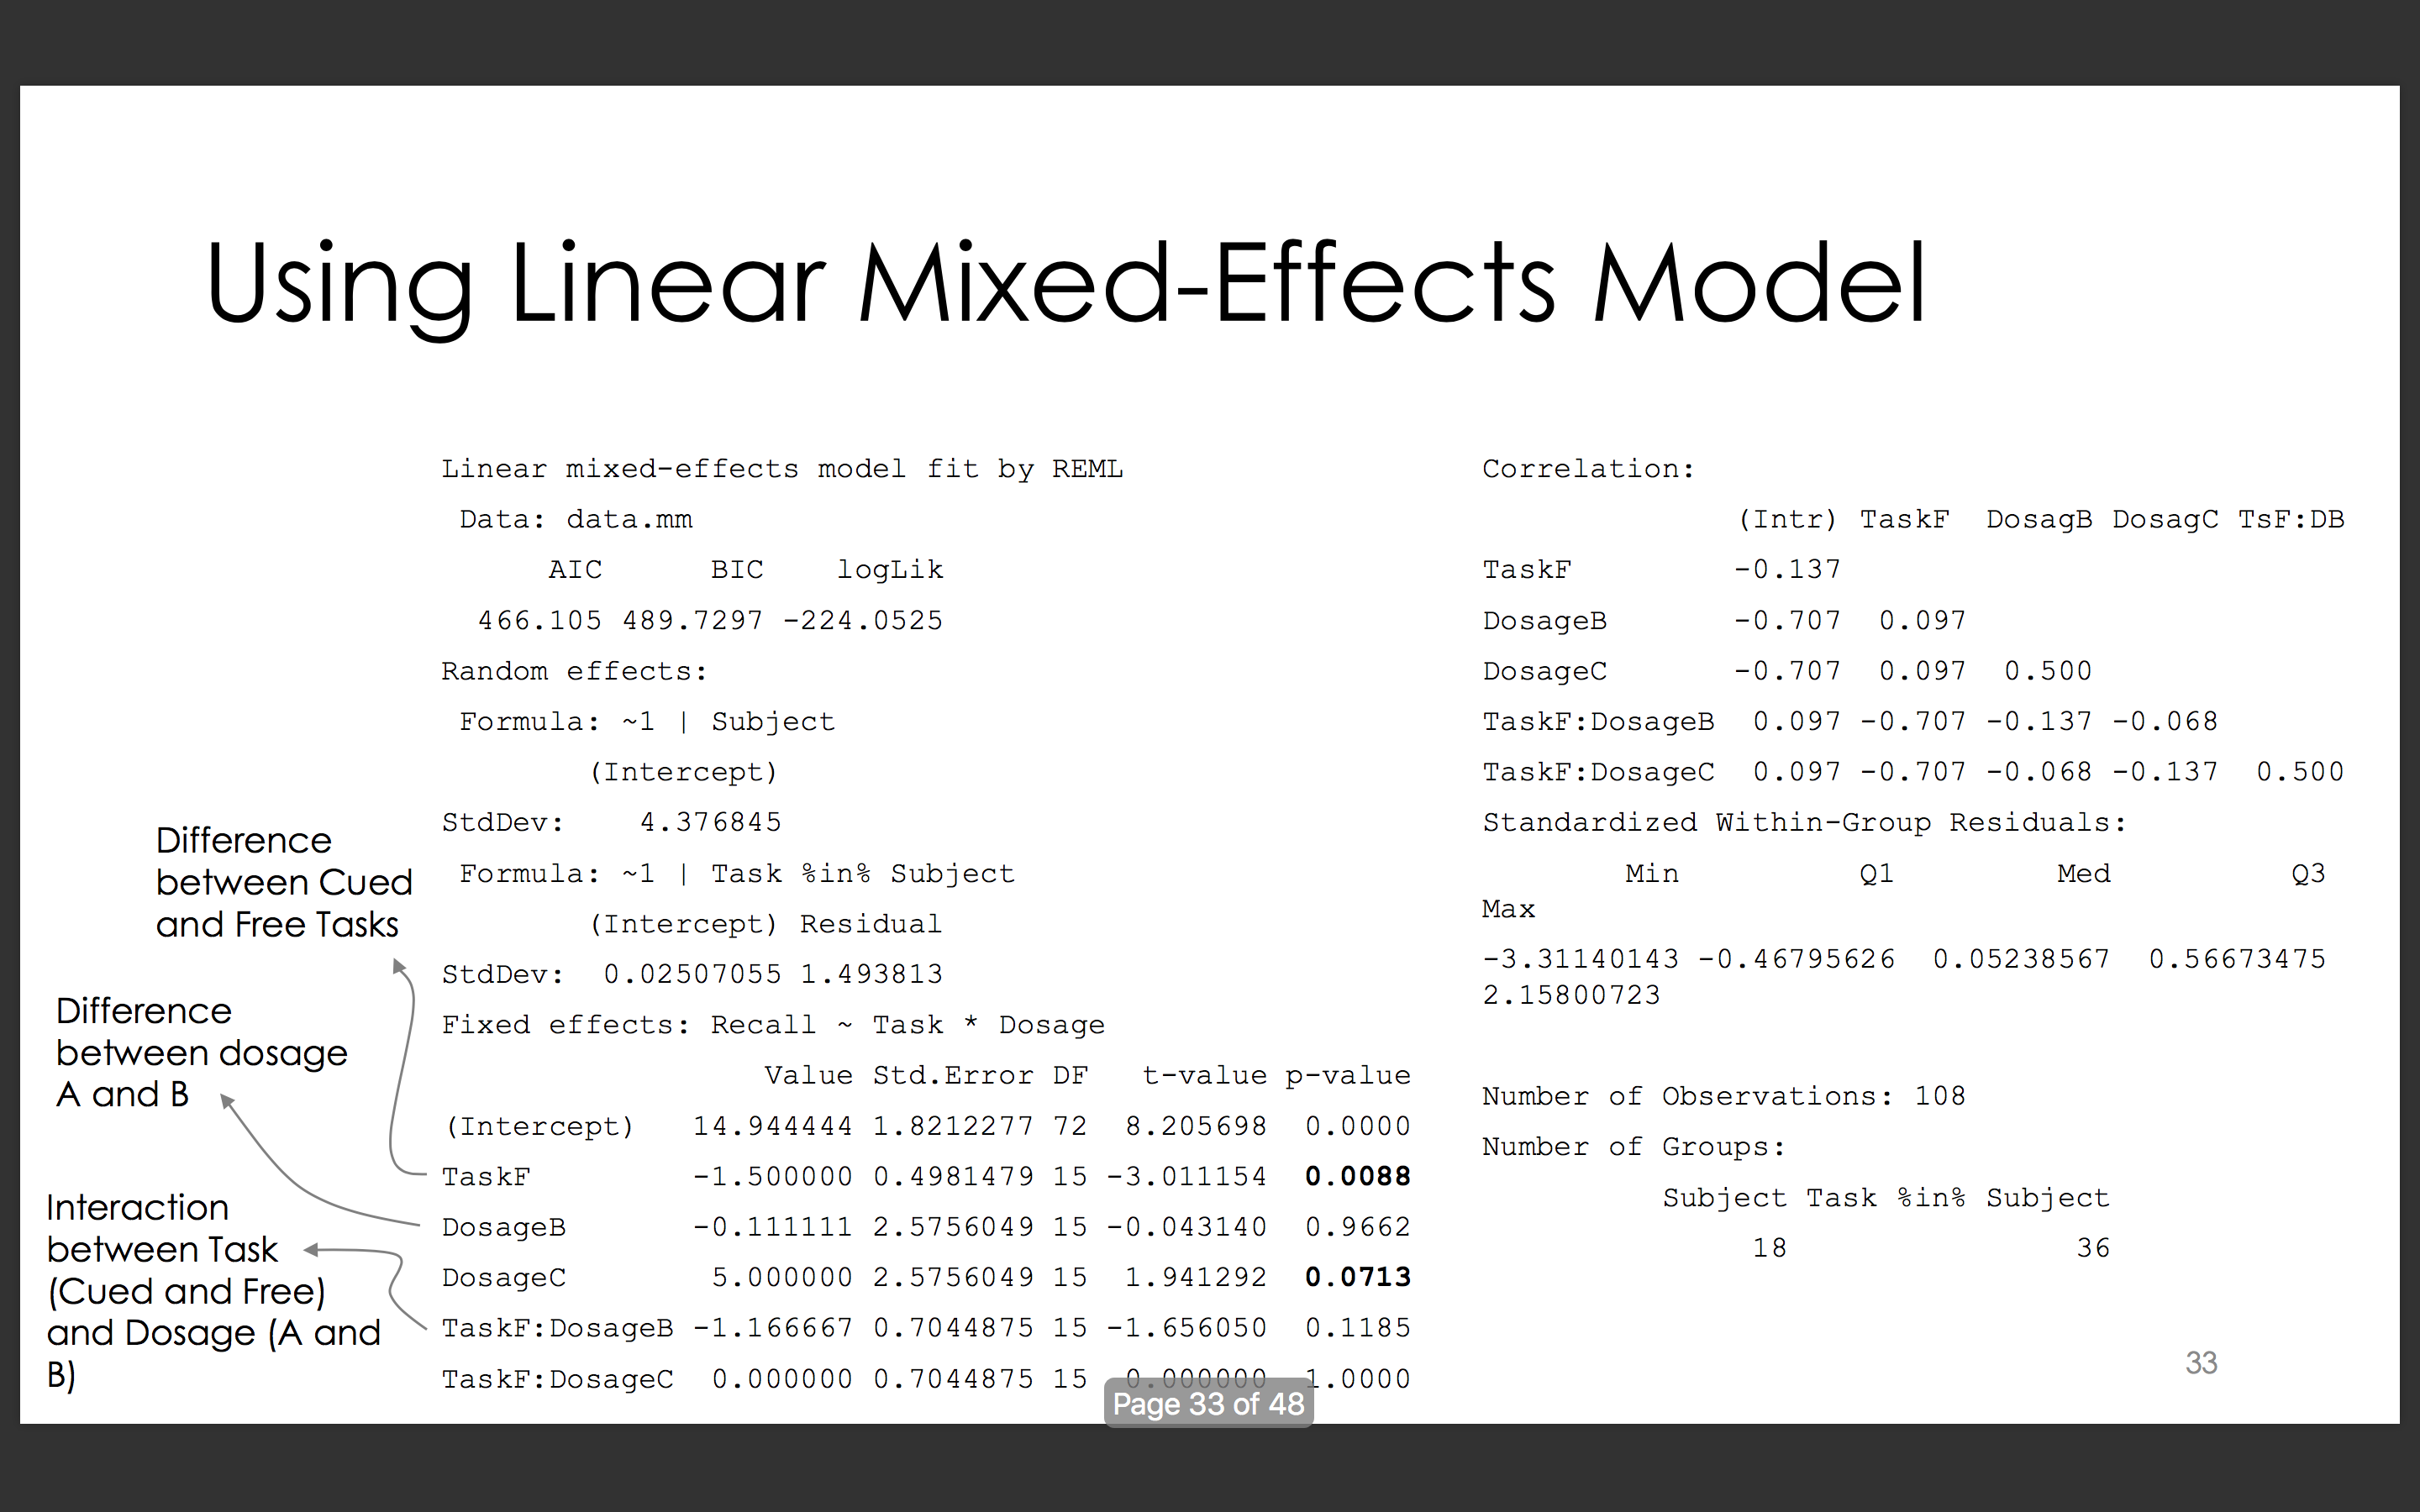 Using Linear Mixed-Effects Model
Linear mixed-effects model fit by REML
Data: data.mm
AIC BIC logLik
466.105 489.7297 -224.0525
Random effects:
Formula: ~1 | Subject
(Intercept)
StdDev: 4.376845
Formula: ~1 | Task %in% Subject
(Intercept) Residual
StdDev: 0.02507055 1.493813
Fixed effects: Recall ~ Task * Dosage
Value Std.Error DF t-value p-value
(Intercept) 14.944444 1.8212277 72 8.205698 0.0000
TaskF -1.500000 0.4981479 15 -3.011154 0.0088
DosageB -0.111111 2.5756049 15 -0.043140 0.9662
DosageC 5.000000 2.5756049 15 1.941292 0.0713
TaskF:DosageB -1.166667 0.7044875 15 -1.656050 0.1185
TaskF:DosageC 0.000000 0.7044875 15 0.000000 1.0000
Difference
between Cued
and Free Tasks
Difference
between dosage
A and B
Interaction
between Task
(Cued and Free)
and Dosage (A and
B)
Correlation:
(Intr) TaskF DosagB DosagC TsF:DB
TaskF -0.137
DosageB -0.707 0.097
DosageC -0.707 0.097 0.500
TaskF:DosageB 0.097 -0.707 -0.137 -0.068
TaskF:DosageC 0.097 -0.707 -0.068 -0.137 0.500
Standardized Within-Group Residuals:
Min Q1 Med Q3
Max
-3.31140143 -0.46795626 0.05238567 0.56673475
2.15800723
Number of Observations: 108
Number of Groups:
Subject Task %in% Subject
18 36
33
Page 33 of 48